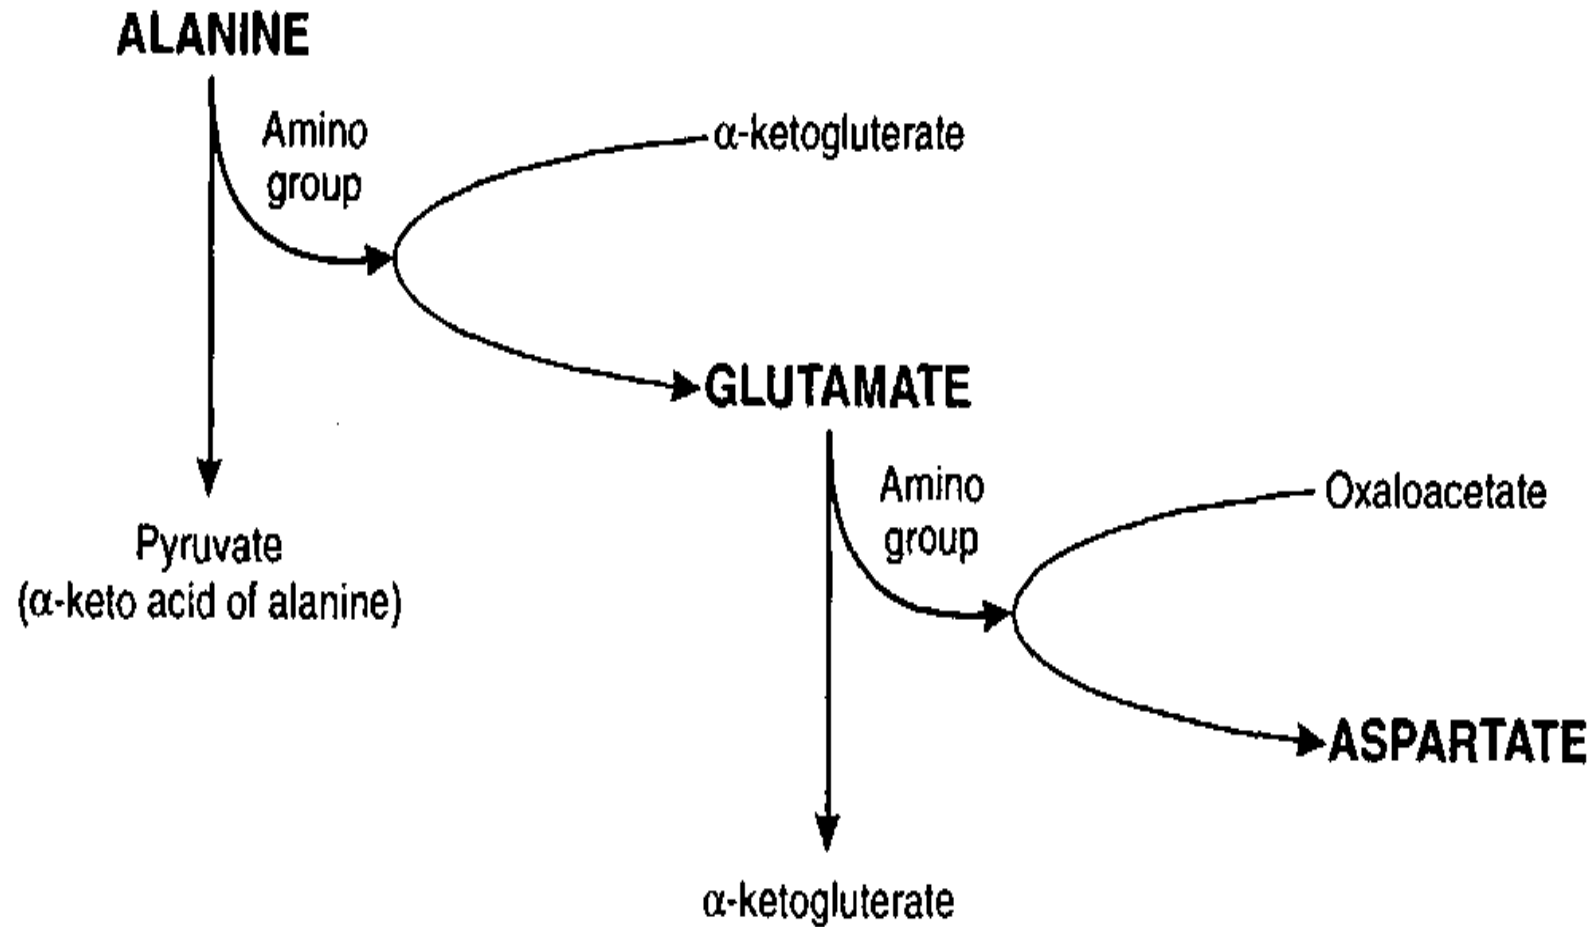 ALANINE
Amino
group
α-ketogluterate
GLUTAMATE
Pyruvate
(α-keto acid of alanine)
Amino
group
Oxaloacetate
ASPARTATE
α-ketogluterate